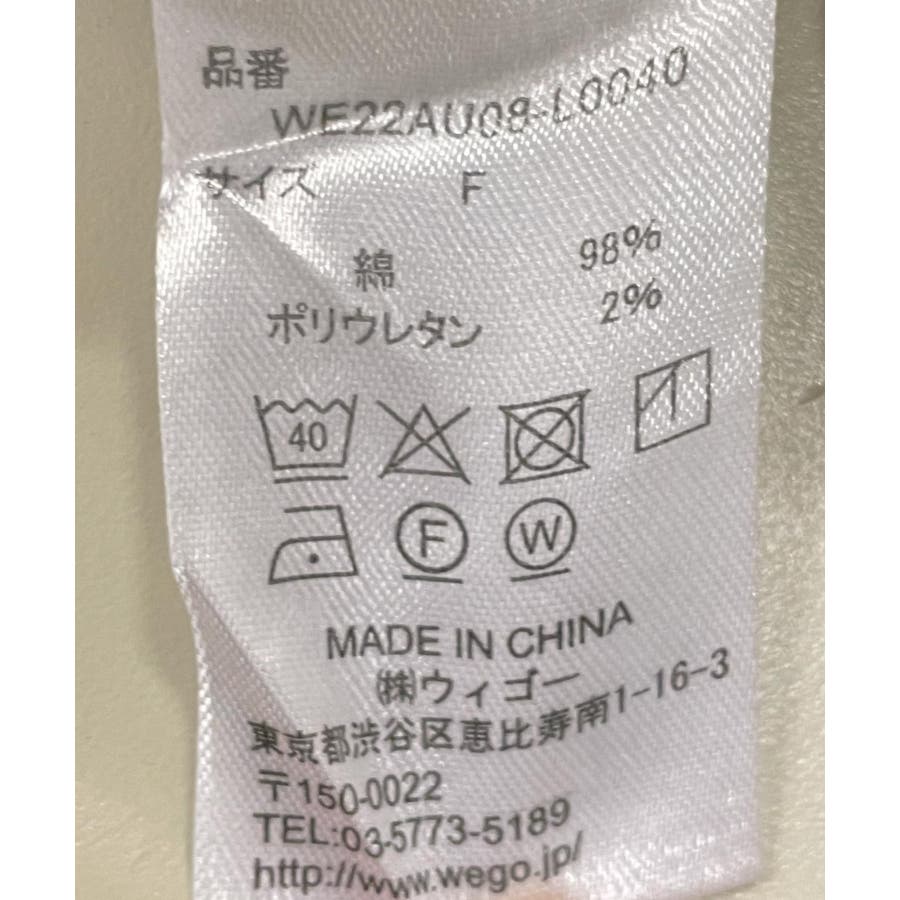 品番
WE22AU08-L0040
サイズ F
綿 98%
ポリウレタン 2%
40
F W
MADE IN CHINA
㈱ウィゴー
東京都渋谷区恵比寿南1-16-3
〒150-0022
TEL:03-5773-5189
http://www.wego.jp/